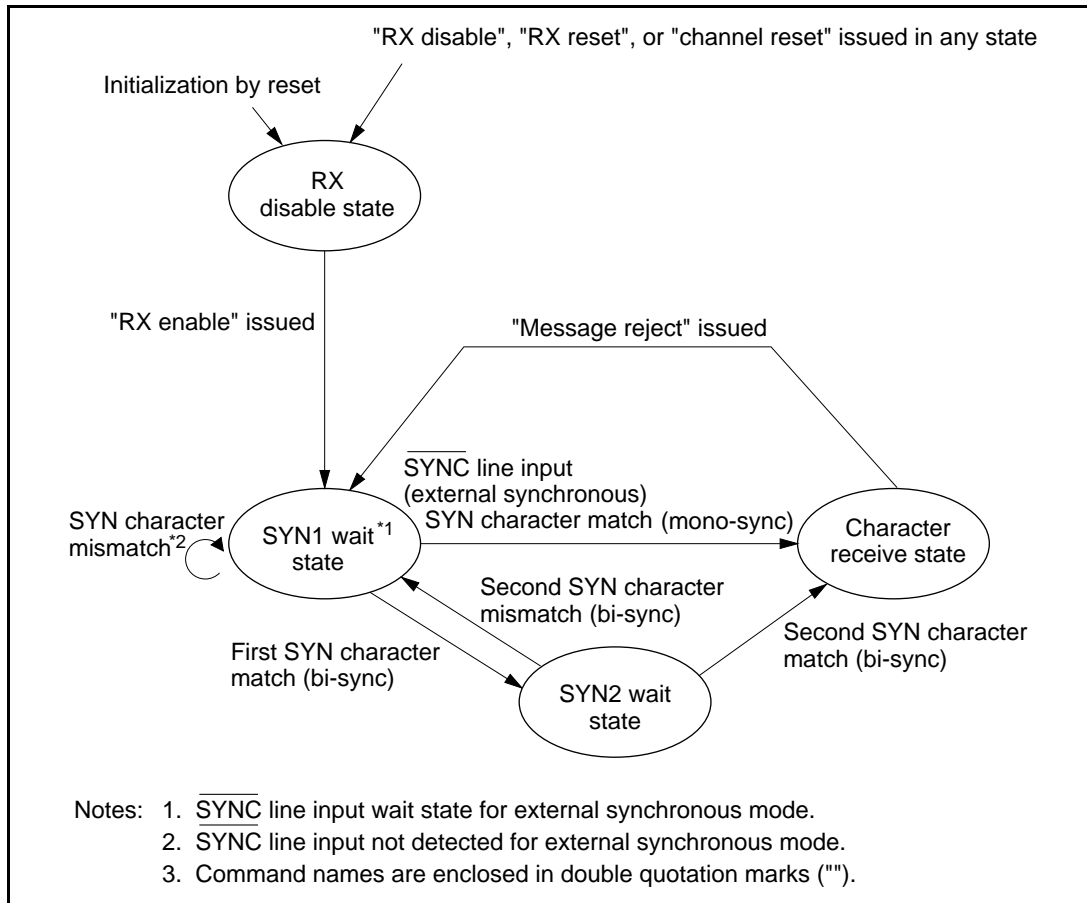 "RX disable", "RX reset", or "channel reset" issued in any state
Initialization by reset
RX
disable state
"RX enable" issued
"Message reject" issued
SYNC line input
(external synchronous)
SYN character match (mono-sync)
SYN character
mismatch*2
SYN1 wait*1
state
Character
receive state
Second SYN character
mismatch (bi-sync)
First SYN character
match (bi-sync)
Second SYN character
match (bi-sync)
SYN2 wait
state
Notes: 1. SYNC line input wait state for external synchronous mode.
2. SYNC line input not detected for external synchronous mode.
3. Command names are enclosed in double quotation marks ("").